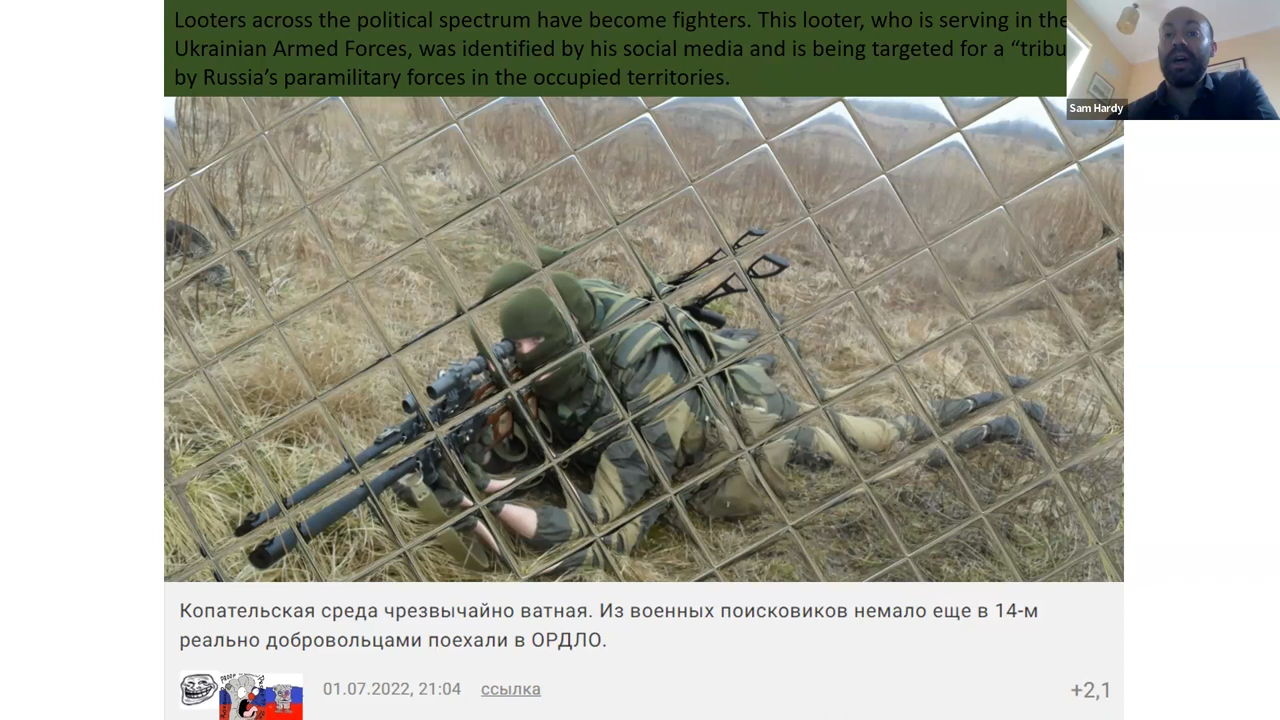 Looters across the political spectrum have become fighters. This looter, who is serving in the
Ukrainian Armed Forces, was identified by his social media and is being targeted for a “tribu
by Russia’s paramilitary forces in the occupied territories.
Sam Hardy
Копательская среда чрезвычайно ватная. Из военных поисковиков немало еще в 14-м
реально добровольцами поехали в ОРДЛО.
01.07.2022, 21:04 ссылка +2,1